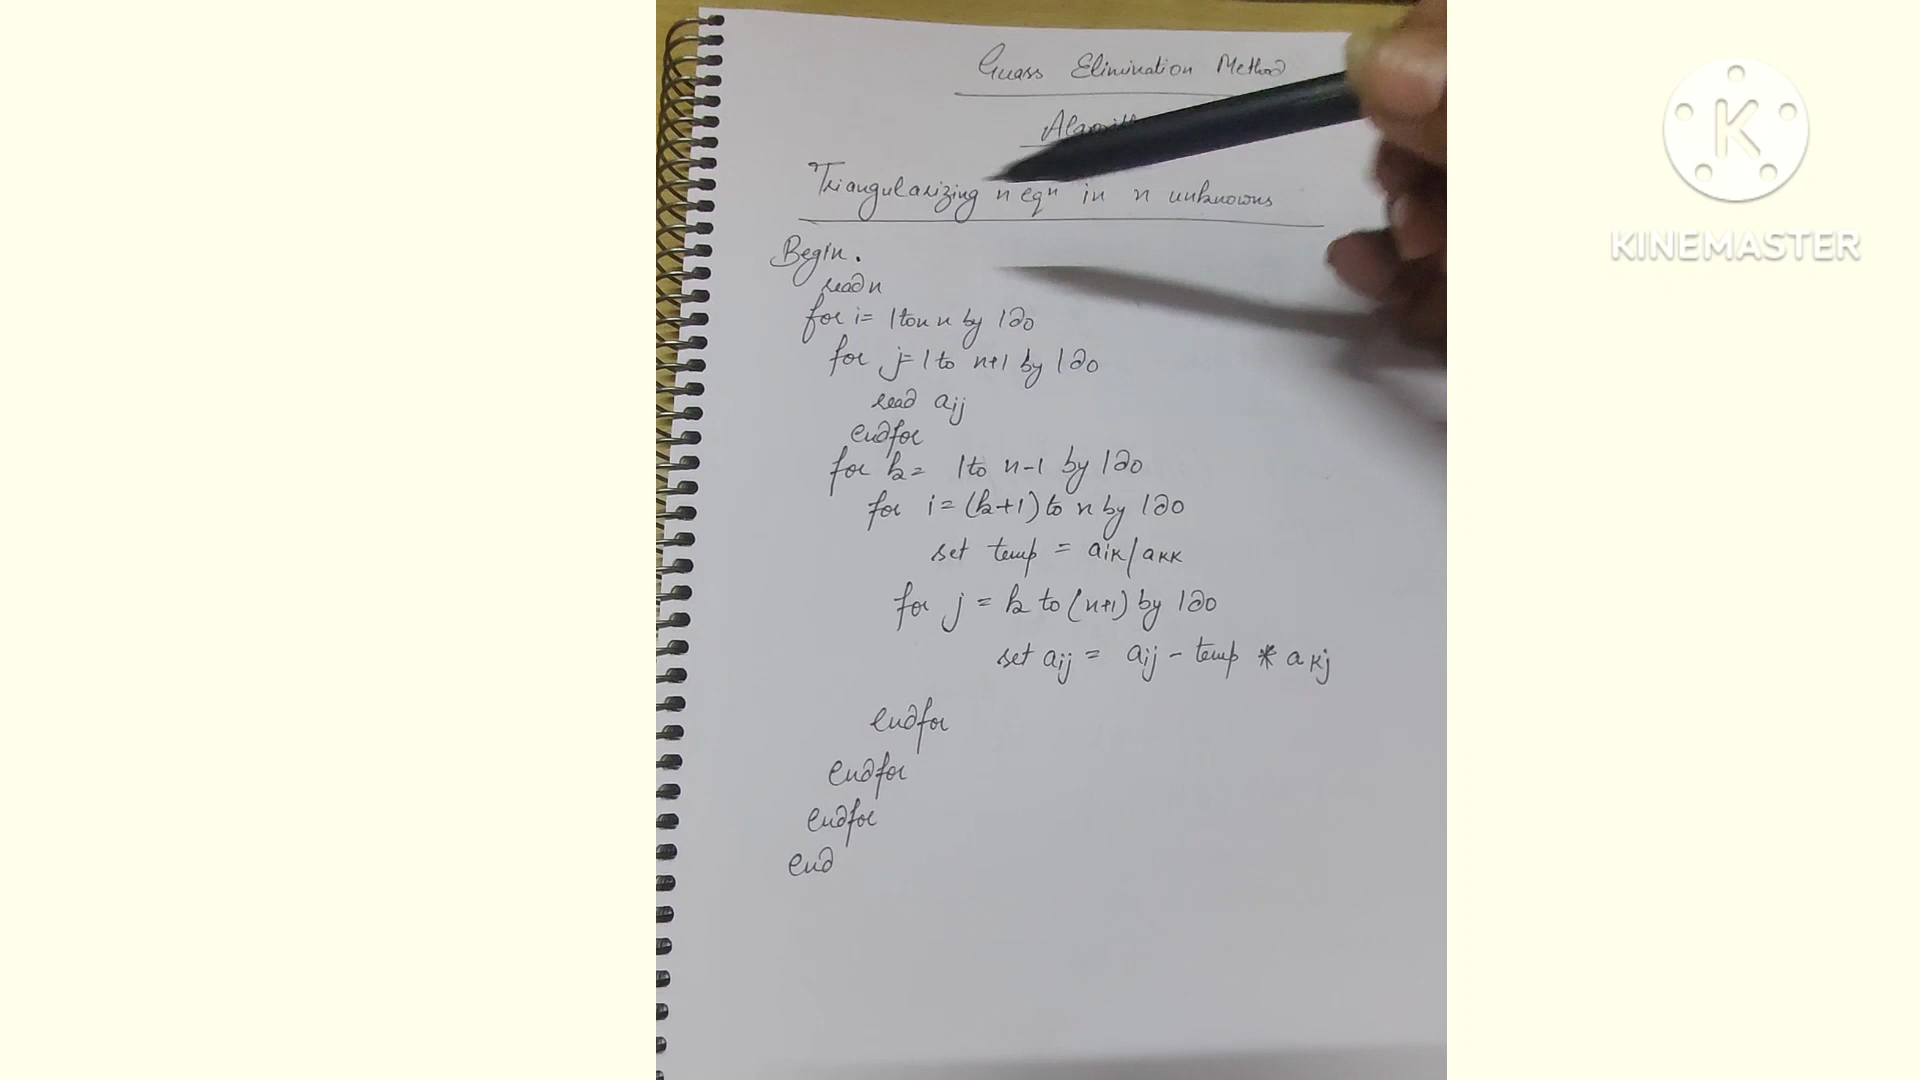 Guass Elimination Method
Triangularizing n eqn in n unknowns
Begin.
read n
for i = 1 ton n by 1 do
for j = 1 to n+1 by 1 do
read aij
endfor
for k = 1 to n-1 by 1 do
for i = (k+1) to n by 1 do
set temp = aik/akk
for j = k to (n+1) by 1 do
set aij = aij - temp * akj
endfor
endfor
endfor
end
K
KINEMASTER